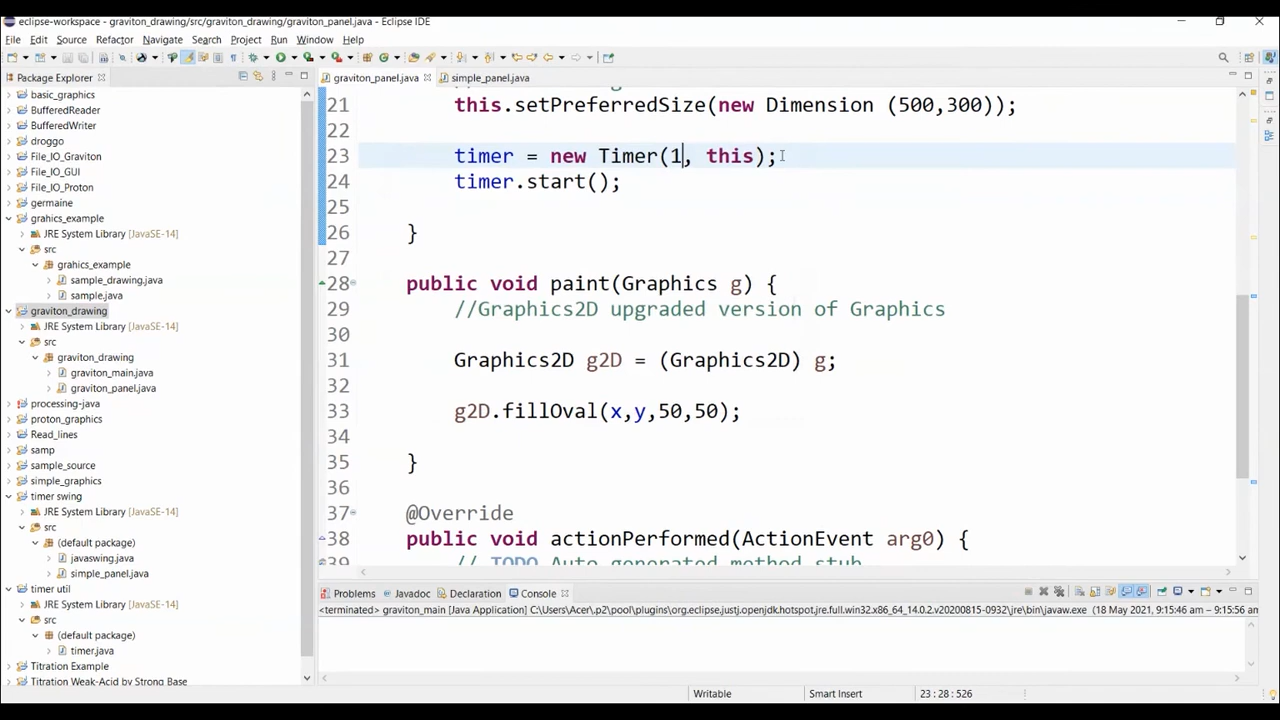 eclipse-workspace - graviton_drawing/src/graviton_drawing/graviton_panel.java - Eclipse IDE
File Edit Source Refactor Navigate Search Project Run Window Help
Package Explorer
graviton_panel.java simple_panel.java
basic_graphics
BufferedReader
BufferedWriter
droggo
File_IO_Graviton
File_IO_GUI
File_IO_Proton
germaine
grahics_example
JRE System Library [JavaSE-14]
src
grahics_example
sample_drawing.java
sample.java
graviton_drawing
JRE System Library [JavaSE-14]
src
graviton_drawing
graviton_main.java
graviton_panel.java
processing-java
proton_graphics
Read_lines
samp
sample_source
simple_graphics
timer swing
JRE System Library [JavaSE-14]
src
(default package)
javaswing.java
simple_panel.java
timer util
JRE System Library [JavaSE-14]
src
(default package)
timer.java
Titration Example
Titration Weak-Acid by Strong Base
21 this.setPreferredSize(new Dimension (500,300));
22
23 timer = new Timer(1, this);
24 timer.start();
25
26 }
27
28 public void paint(Graphics g) {
29 //Graphics2D upgraded version of Graphics
30
31 Graphics2D g2D = (Graphics2D) g;
32
33 g2D.fillOval(x,y,50,50);
34
35 }
36
37 @Override
38 public void actionPerformed(ActionEvent arg0) {
39 // TODO Auto-generated method stub
Problems Javadoc Declaration Console
<terminated> graviton_main [Java Application] C:\Users\Acer\.p2\pool\plugins\org.eclipse.justj.openjdk.hotspot.jre.full.win32.x86_64_14.0.2.v20200815-0932\jre\bin\javaw.exe (18 May 2021, 9:15:46 am – 9:15:56 am
Writable Smart Insert 23 : 28 : 526